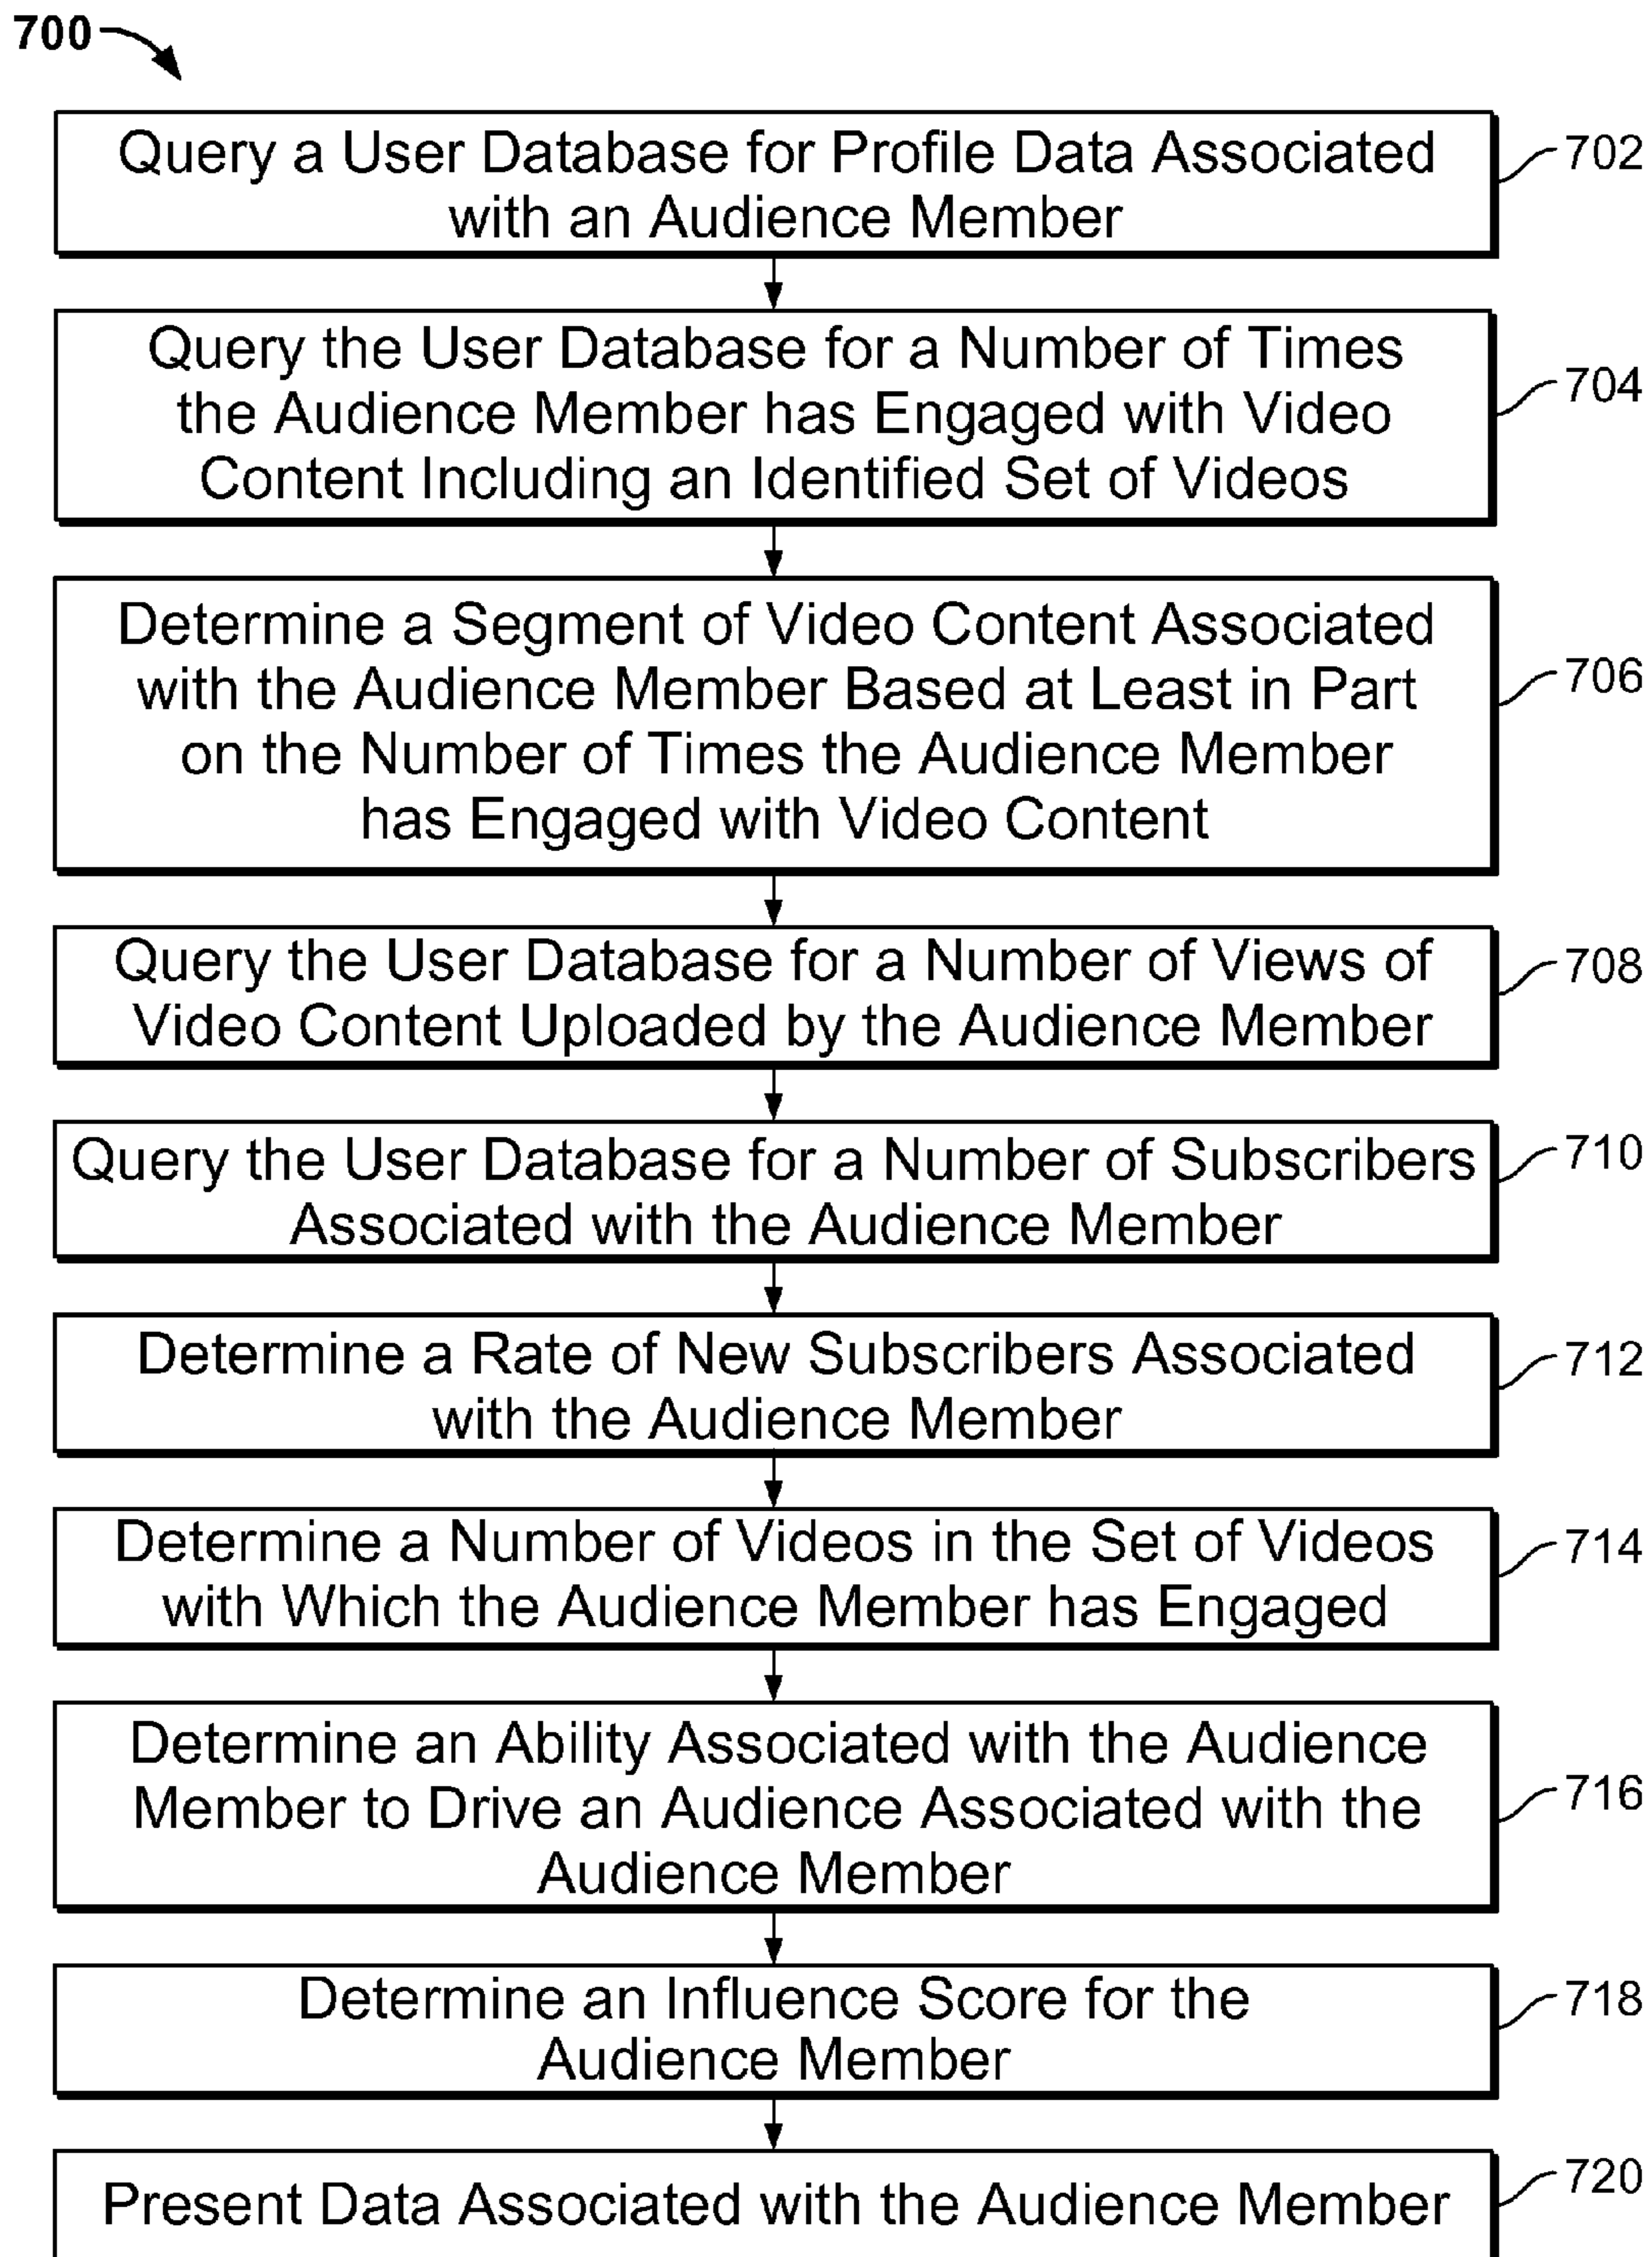 700
Query a User Database for Profile Data Associated
with an Audience Member
702
Query the User Database for a Number of Times
the Audience Member has Engaged with Video
Content Including an Identified Set of Videos
704
Determine a Segment of Video Content Associated
with the Audience Member Based at Least in Part
on the Number of Times the Audience Member
has Engaged with Video Content
706
Query the User Database for a Number of Views of
Video Content Uploaded by the Audience Member
708
Query the User Database for a Number of Subscribers
Associated with the Audience Member
710
Determine a Rate of New Subscribers Associated
with the Audience Member
712
Determine a Number of Videos in the Set of Videos
with Which the Audience Member has Engaged
714
Determine an Ability Associated with the Audience
Member to Drive an Audience Associated with the
Audience Member
716
Determine an Influence Score for the
Audience Member
718
Present Data Associated with the Audience Member
720